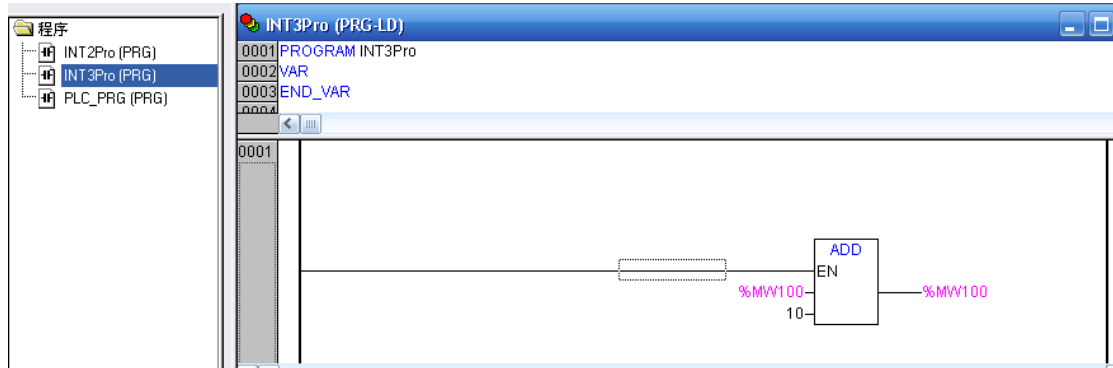 程序
INT2Pro (PRG)
INT3Pro (PRG)
PLC_PRG (PRG)
INT3Pro (PRG-LD)
0001 PROGRAM INT3Pro
0002 VAR
0003 END_VAR
0004
0001
ADD
EN
%MW100
%MW100
10